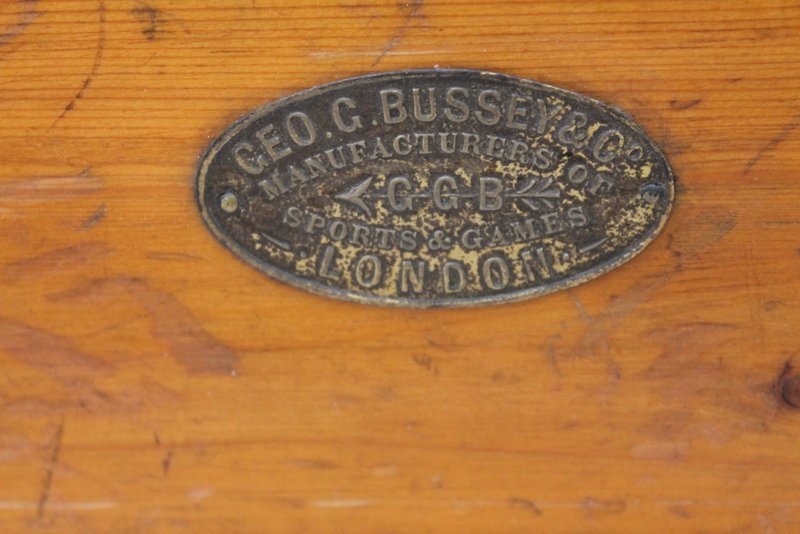 GEO. G. BUSSEY & Co
MANUFACTURERS OF
G G B
SPORTS & GAMES
LONDON